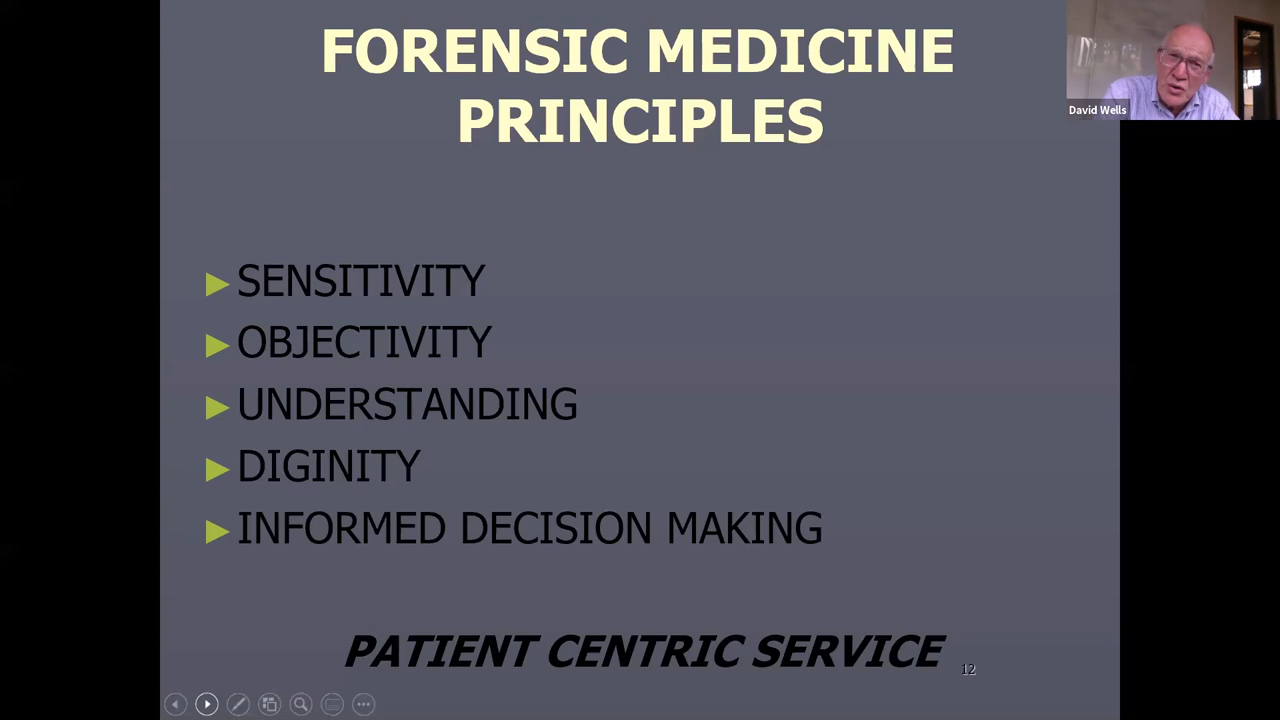 FORENSIC MEDICINE
PRINCIPLES
David Wells
►SENSITIVITY
►OBJECTIVITY
►UNDERSTANDING
►DIGINITY
►INFORMED DECISION MAKING
PATIENT CENTRIC SERVICE
12